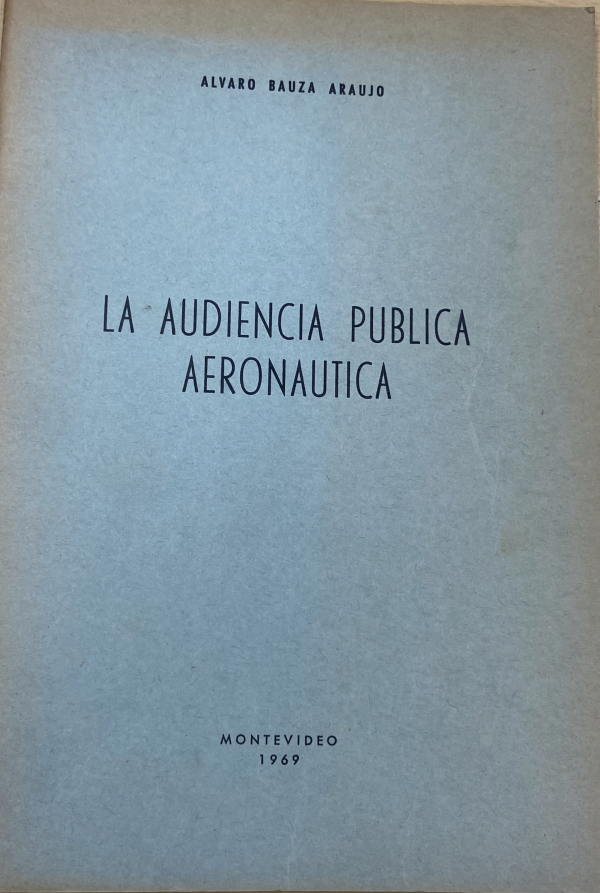 ALVARO BAUZA ARAUJO
LA AUDIENCIA PUBLICA
AERONAUTICA
MONTEVIDEO
1969